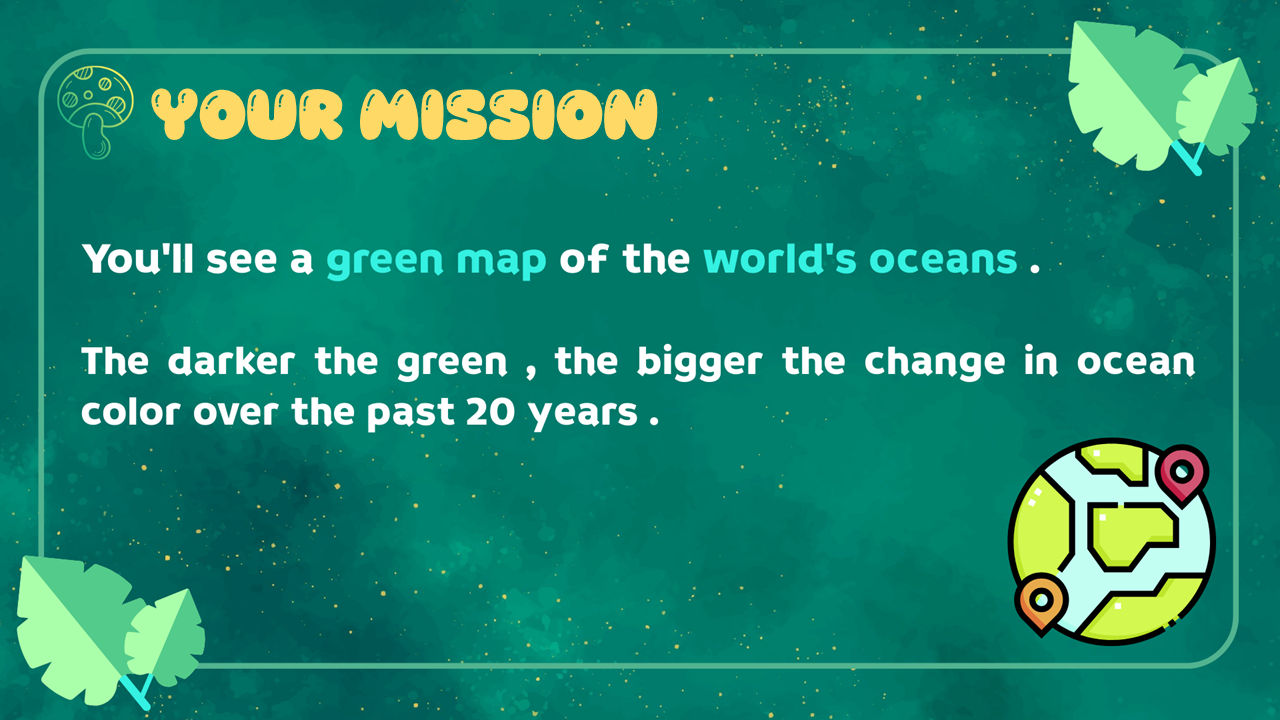 YOUR MISSION
You'll see a green map of the world's oceans .
The darker the green , the bigger the change in ocean
color over the past 20 years .